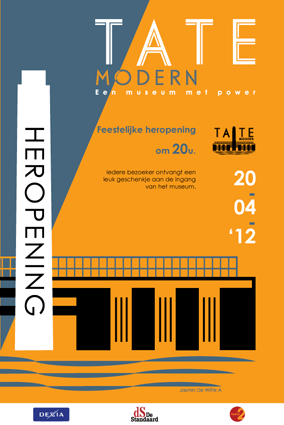 TATE
MODERN
Een museum met power
Feestelijke heropening
om 20u.
Iedere bezoeker ontvangt een
leuk geschenkje aan de ingang
van het museum.
TATE
MODERN
20
-
04
-
'12
HEROPENING
DEXIA
dS De
Standaard